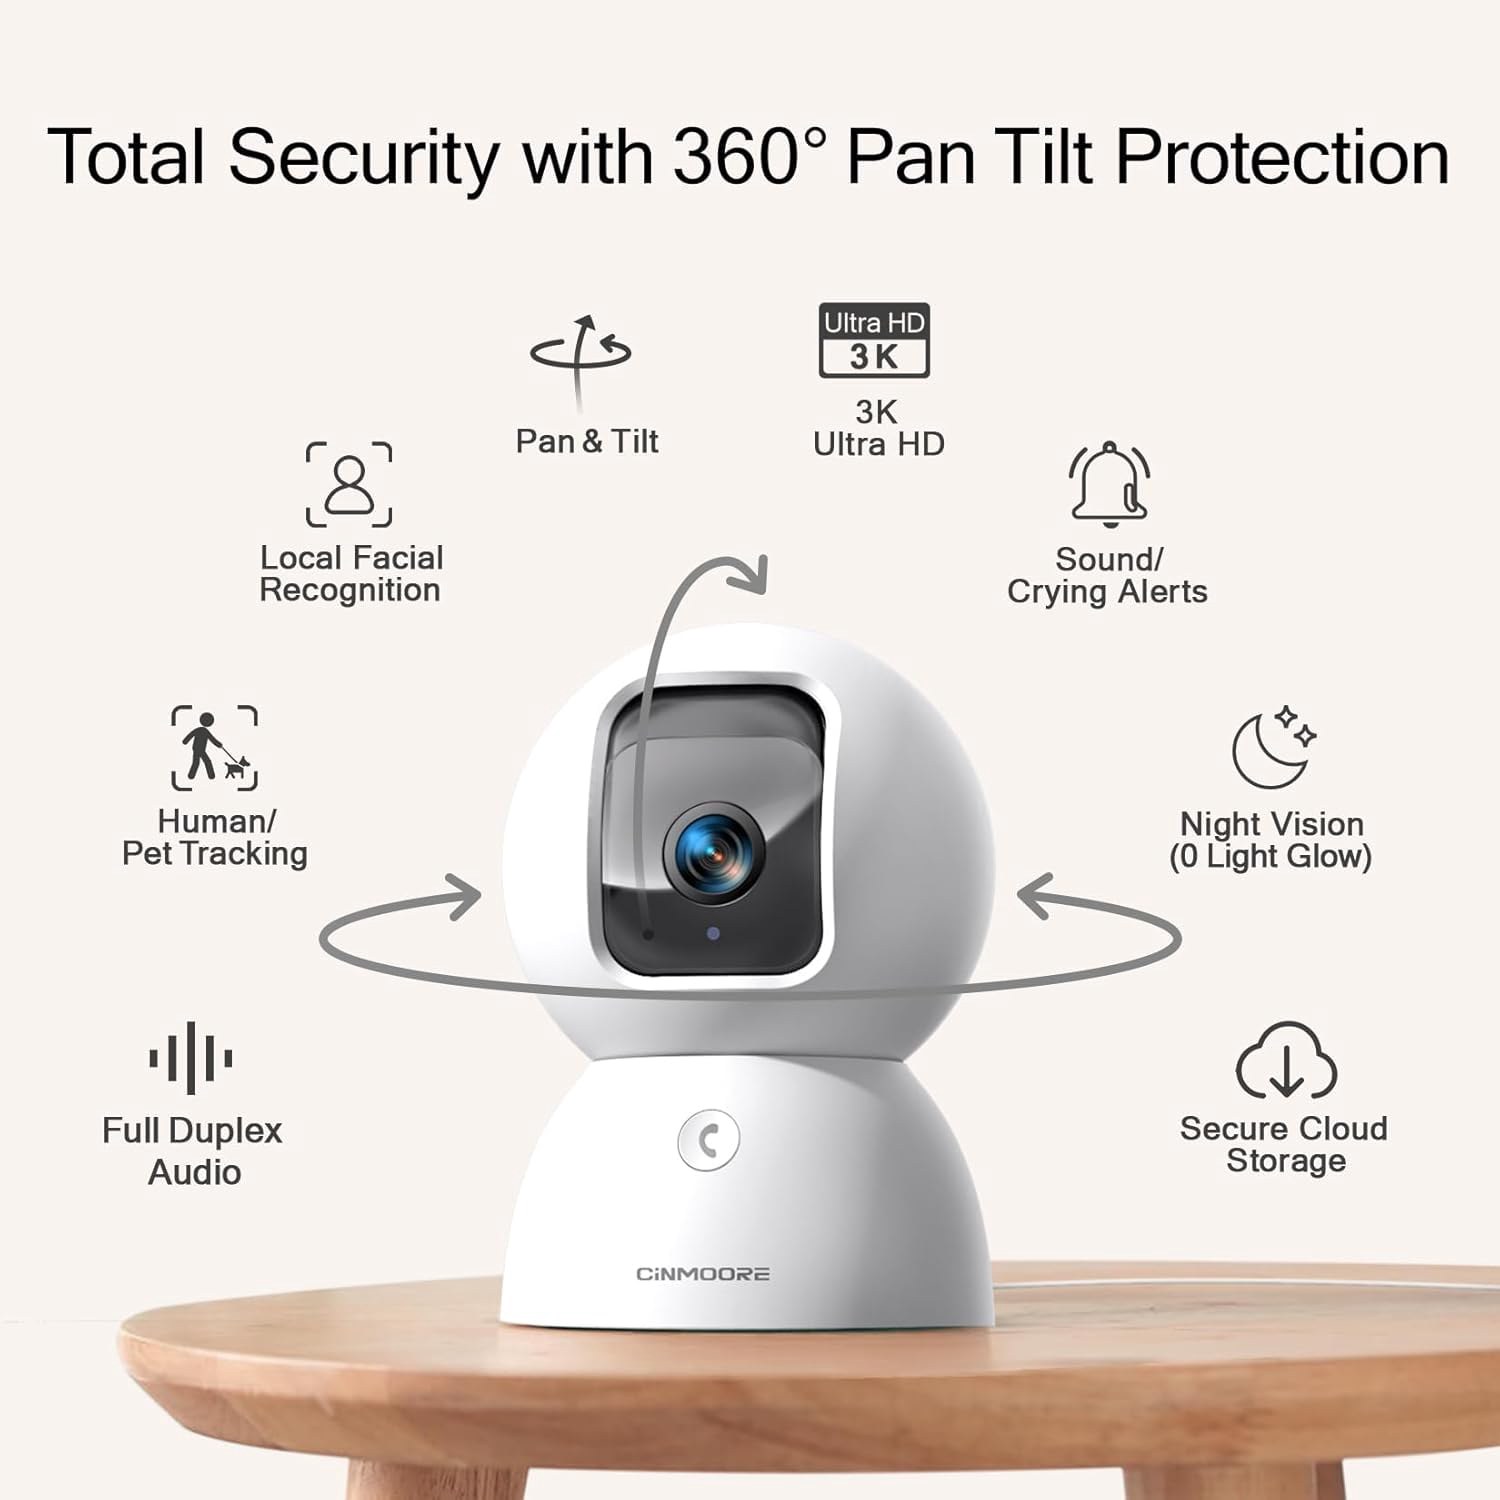 Total Security with 360° Pan Tilt Protection
Ultra HD
3K
Pan & Tilt
3K
Ultra HD
Local Facial
Recognition
Sound/
Crying Alerts
Human/
Pet Tracking
Night Vision
(0 Light Glow)
Full Duplex
Audio
Secure Cloud
Storage
CiNMOORE